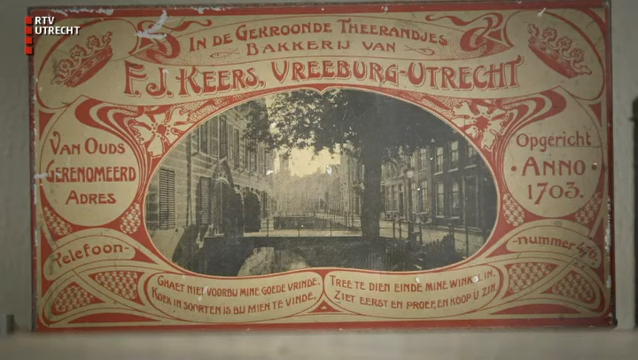 RTV
UTRECHT
IN DE GEKROONDE THEERANDJES
BAKKERIJ VAN
F.J. KEERS, VREEBURG-UTRECHT
VAN OUDS
GERENOMEERD
ADRES
Opgericht
· ANNO ·
1703.
Telefoon-
-nummer 476.
GAAET NIET VOORBIJ MINE GOEDE VRINDE,
KOEK IN SOORTEN IS BIJ MIEN TE VINDE,
TREE TE DIEN EINDE MINE WINKEL IN,
ZIET EERST EN PROEF, EN KOOP U ZIN